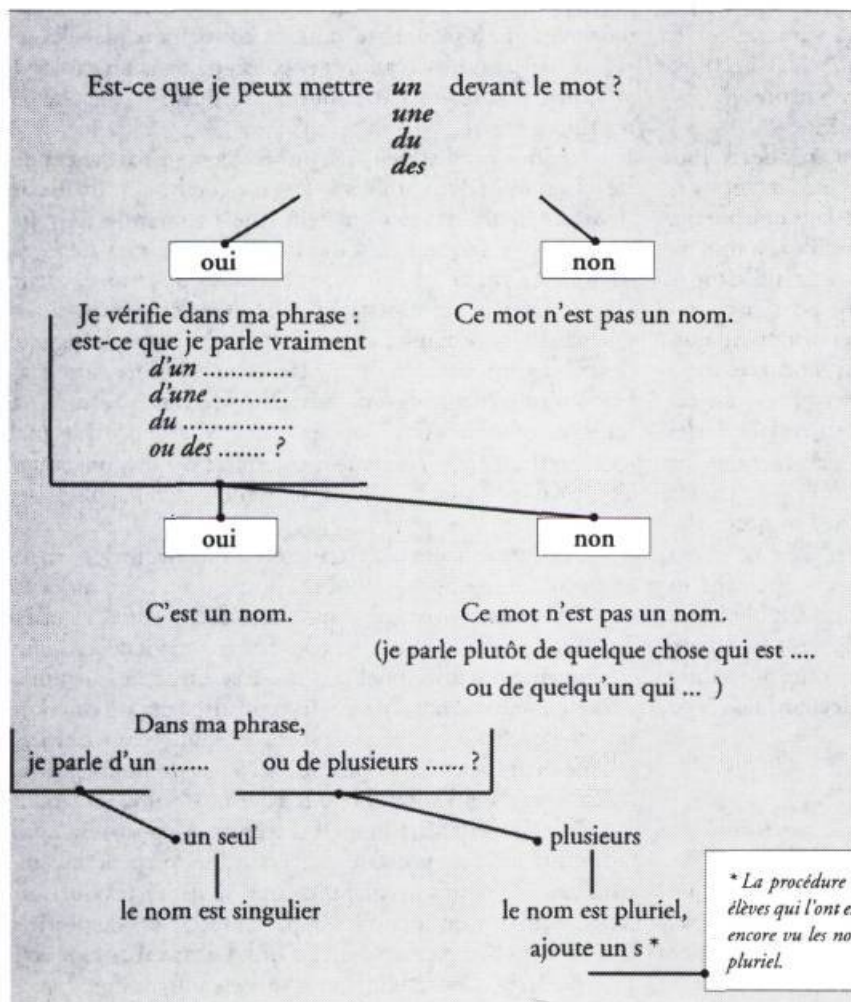 Est-ce que je peux mettre un devant le mot ?
une
du
des
oui
non
Je vérifie dans ma phrase :
est-ce que je parle vraiment
d'un .............
d'une ............
du ..................
ou des ....... ?
Ce mot n'est pas un nom.
oui
non
C'est un nom.
Ce mot n'est pas un nom.
(je parle plutôt de quelque chose qui est ....
ou de quelqu'un qui ... )
Dans ma phrase,
je parle d'un ....... ou de plusieurs ...... ?
un seul
plusieurs
le nom est singulier
le nom est pluriel,
ajoute un s *
* La procédure
élèves qui l'ont
encore vu les
pluriel.